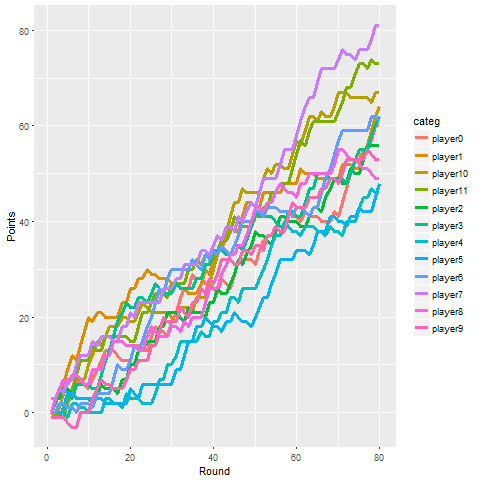 80
60
40
20
0
Points
0
20
40
60
80
Round
categ
player0
player1
player10
player11
player2
player3
player4
player5
player6
player7
player8
player9